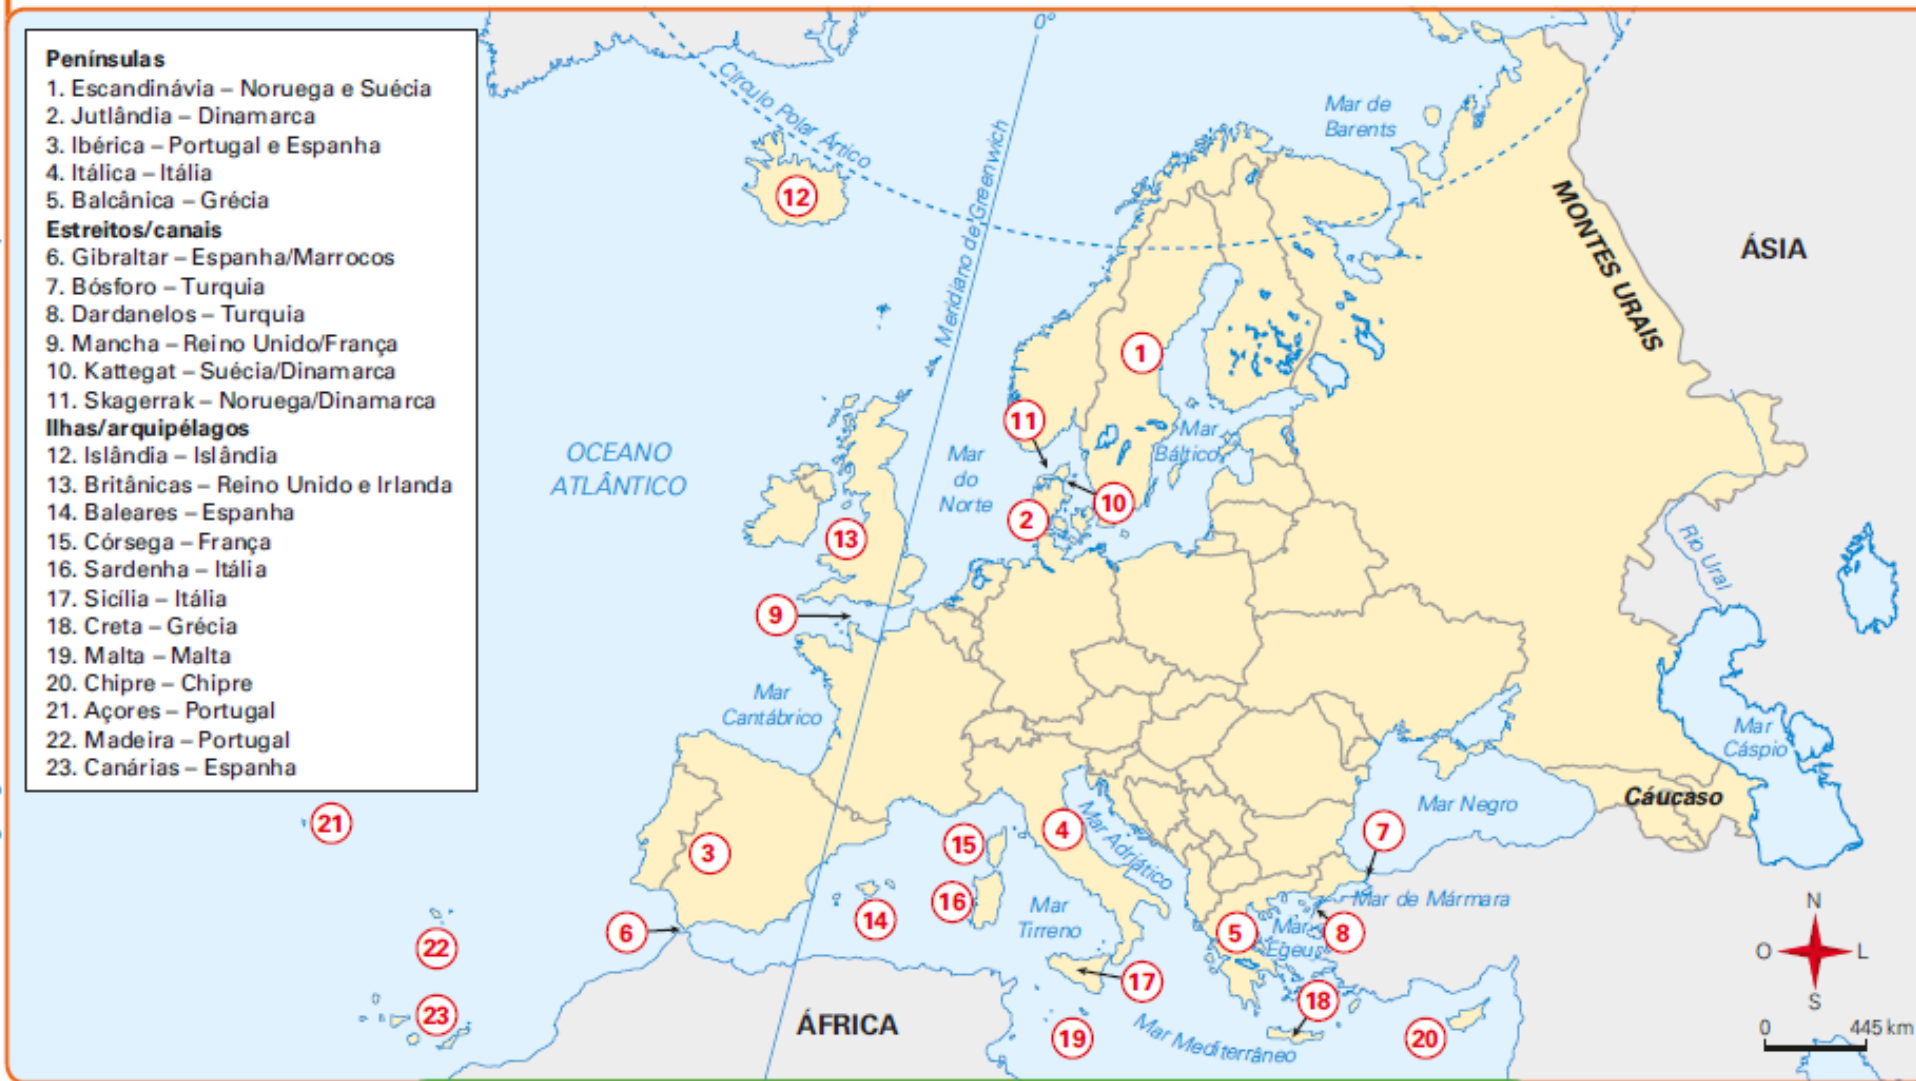 Penínsulas
1. Escandinávia – Noruega e Suécia
2. Jutlândia – Dinamarca
3. Ibérica – Portugal e Espanha
4. Itálica – Itália
5. Balcânica – Grécia
Estreitos/canais
6. Gibraltar – Espanha/Marrocos
7. Bósforo – Turquia
8. Dardanelos – Turquia
9. Mancha – Reino Unido/França
10. Kattegat – Suécia/Dinamarca
11. Skagerrak – Noruega/Dinamarca
Ilhas/arquipélagos
12. Islândia – Islândia
13. Britânicas – Reino Unido e Irlanda
14. Baleares – Espanha
15. Córsega – França
16. Sardenha – Itália
17. Sicília – Itália
18. Creta – Grécia
19. Malta – Malta
20. Chipre – Chipre
21. Açores – Portugal
22. Madeira – Portugal
23. Canárias – Espanha
0°
Círculo Polar Ártico
Meridiano de Greenwich
Mar de
Barents
12
MONTES URAIS
ÁSIA
1
11
OCEANO
ATLÂNTICO
Mar
do
Norte
Mar
Báltico
10
2
13
Rio Ural
9
Mar
Cantábrico
Mar
Cáspio
Mar Negro
Cáucaso
21
3
15
4
Mar Adriático
7
16
14
Mar
Tirreno
Mar de Mármara
22
6
5
Mar
Egeu
8
17
18
23
ÁFRICA
19
Mar Mediterrâneo
20
N
O
L
S
0
445 km